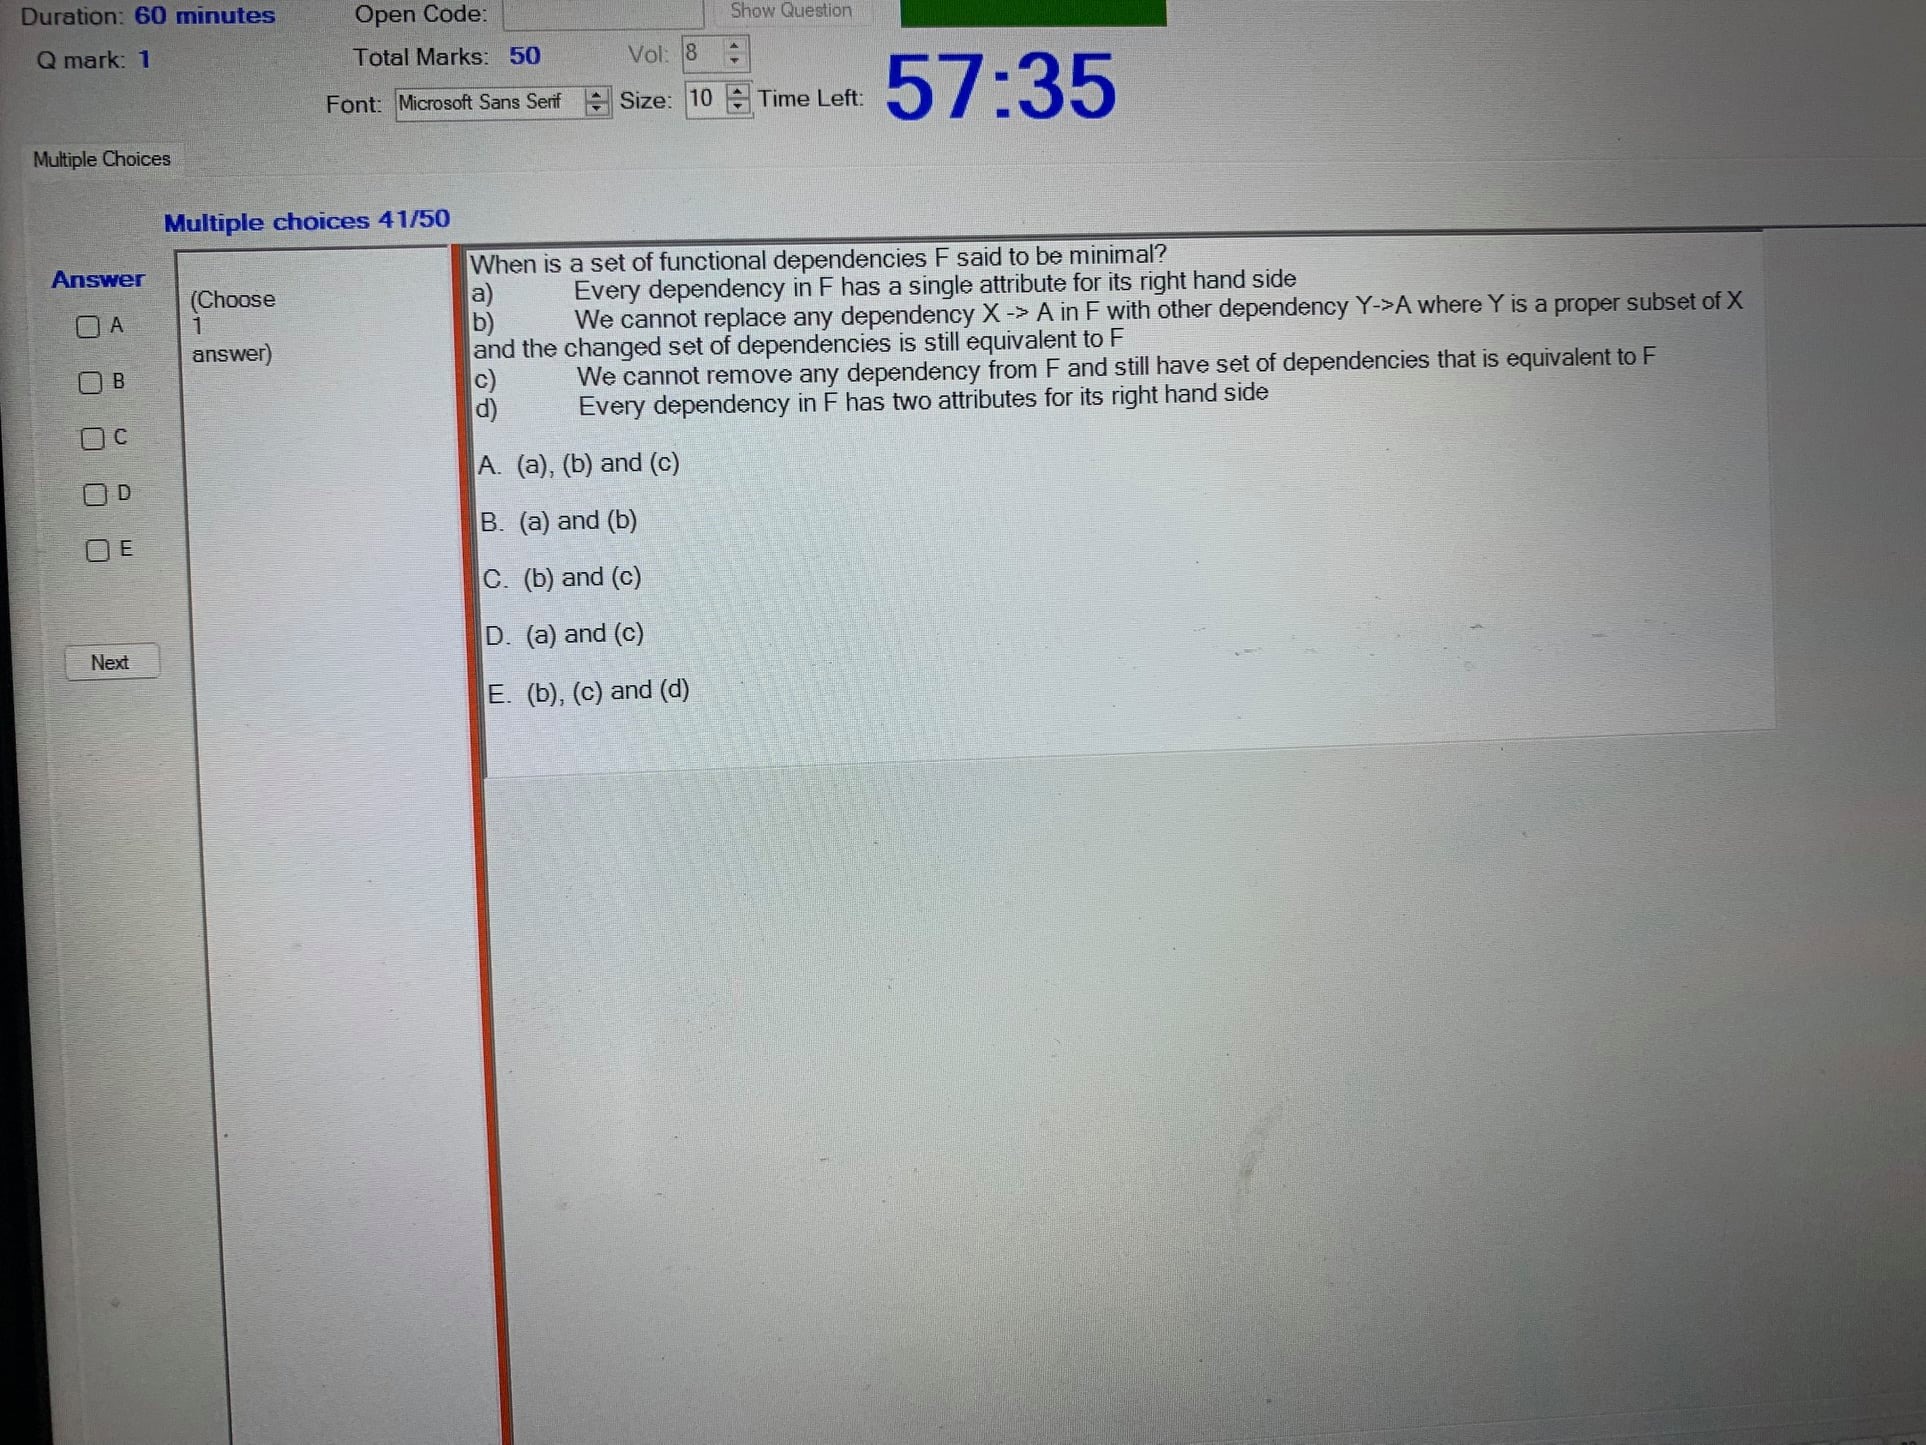 Duration: 60 minutes
Open Code:
Show Question
Q mark: 1
Total Marks: 50
Vol: 8
Font: Microsoft Sans Serif
Size: 10
Time Left: 57:35
Multiple Choices
Multiple choices 41/50
Answer
A
B
C
D
E
Next
(Choose
1
answer)
When is a set of functional dependencies F said to be minimal?
a) Every dependency in F has a single attribute for its right hand side
b) We cannot replace any dependency X -> A in F with other dependency Y->A where Y is a proper subset of X
and the changed set of dependencies is still equivalent to F
c) We cannot remove any dependency from F and still have set of dependencies that is equivalent to F
d) Every dependency in F has two attributes for its right hand side
A. (a), (b) and (c)
B. (a) and (b)
C. (b) and (c)
D. (a) and (c)
E. (b), (c) and (d)